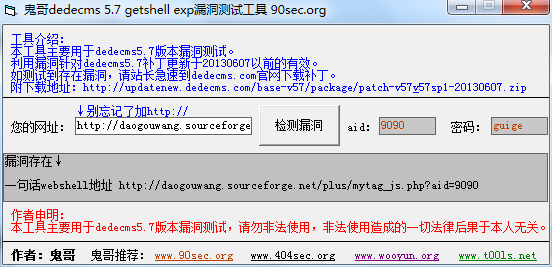 鬼哥dedecms 5.7 getshell exp漏洞测试工具 90sec.org
工具介绍:
本工具主要用于dedecms5.7版本漏洞测试。
利用漏洞针对dedecms5.7补丁更新于20130607以前的有效。
如测试到存在漏洞，请站长急速到dedecms.com官网下载补丁。
附下载地址: http://updatenew.dedecms.com/base-v57/package/patch-v57y57sp1-20130607.zip
↓别忘记了加http://
您的网址: http://daogouwang.sourceforge 检测漏洞 aid: 9090 密码: guige
漏洞存在↓
一句话webshell地址 http://daogouwang.sourceforge.net/plus/mytag_js.php?aid=9090
作者申明:
本工具主要用于dedecms5.7版本漏洞测试，请勿非法使用，非法使用造成的一切法律后果于本人无关。
作者: 鬼哥 鬼哥推荐: www.90sec.org www.404sec.org www.wooyun.org www.t00ls.net